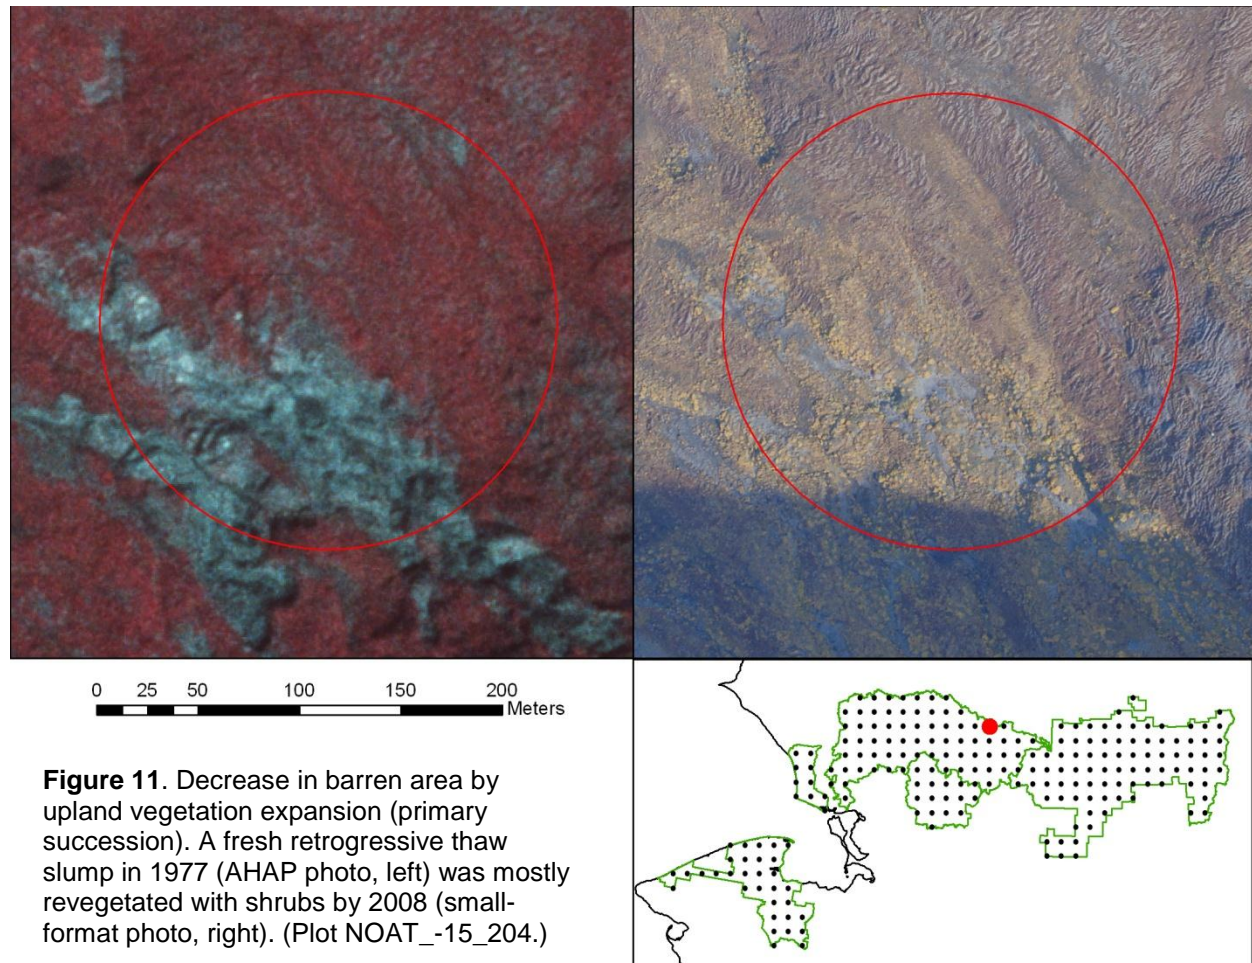 0 25 50 100 150 200
Meters
Figure 11. Decrease in barren area by
upland vegetation expansion (primary
succession). A fresh retrogressive thaw
slump in 1977 (AHAP photo, left) was mostly
revegetated with shrubs by 2008 (small-
format photo, right). (Plot NOAT_-15_204.)